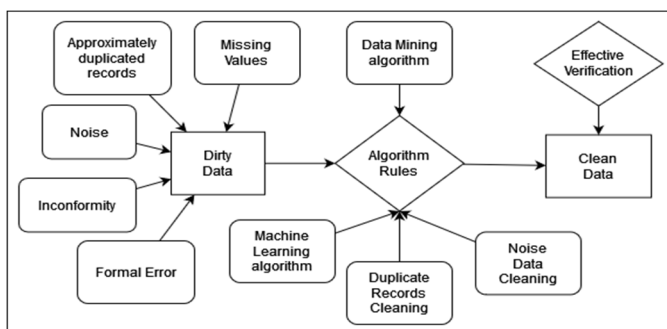 Approximately
duplicated
records
Missing
Values
Data Mining
algorithm
Effective
Verification
Noise
Dirty
Data
Algorithm
Rules
Clean
Data
Inconformity
Formal Error
Machine
Learning
algorithm
Duplicate
Records
Cleaning
Noise
Data
Cleaning